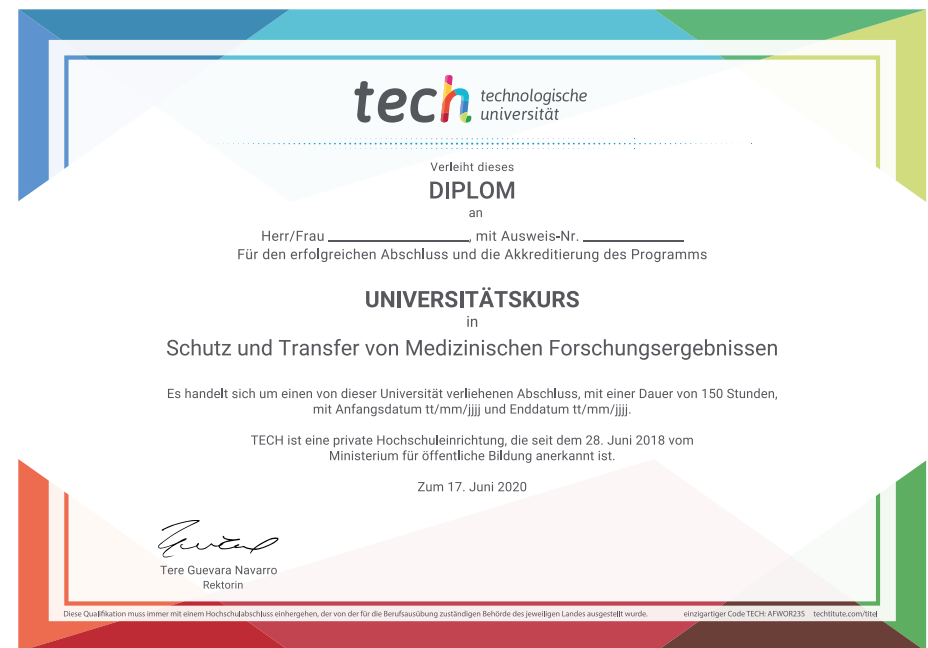 tech technologische
universität
Verleiht dieses
DIPLOM
an
Herr/Frau ____________________, mit Ausweis-Nr. ______________
Für den erfolgreichen Abschluss und die Akkreditierung des Programms
UNIVERSITÄTSKURS
in
Schutz und Transfer von Medizinischen Forschungsergebnissen
Es handelt sich um einen von dieser Universität verliehenen Abschluss, mit einer Dauer von 150 Stunden,
mit Anfangsdatum tt/mm/jjjj und Enddatum tt/mm/jjjj.
TECH ist eine private Hochschuleinrichtung, die seit dem 28. Juni 2018 vom
Ministerium für öffentliche Bildung anerkannt ist.
Zum 17. Juni 2020
Tere Guevara Navarro
Rektorin
Diese Qualifikation muss immer mit einem Hochschulabschluss einhergehen, der von der für die Berufsausübung zuständigen Behörde des jeweiligen Landes ausgestellt wurde. einzigartiger Code TECH: AFWOR23S techtitute.com/titel